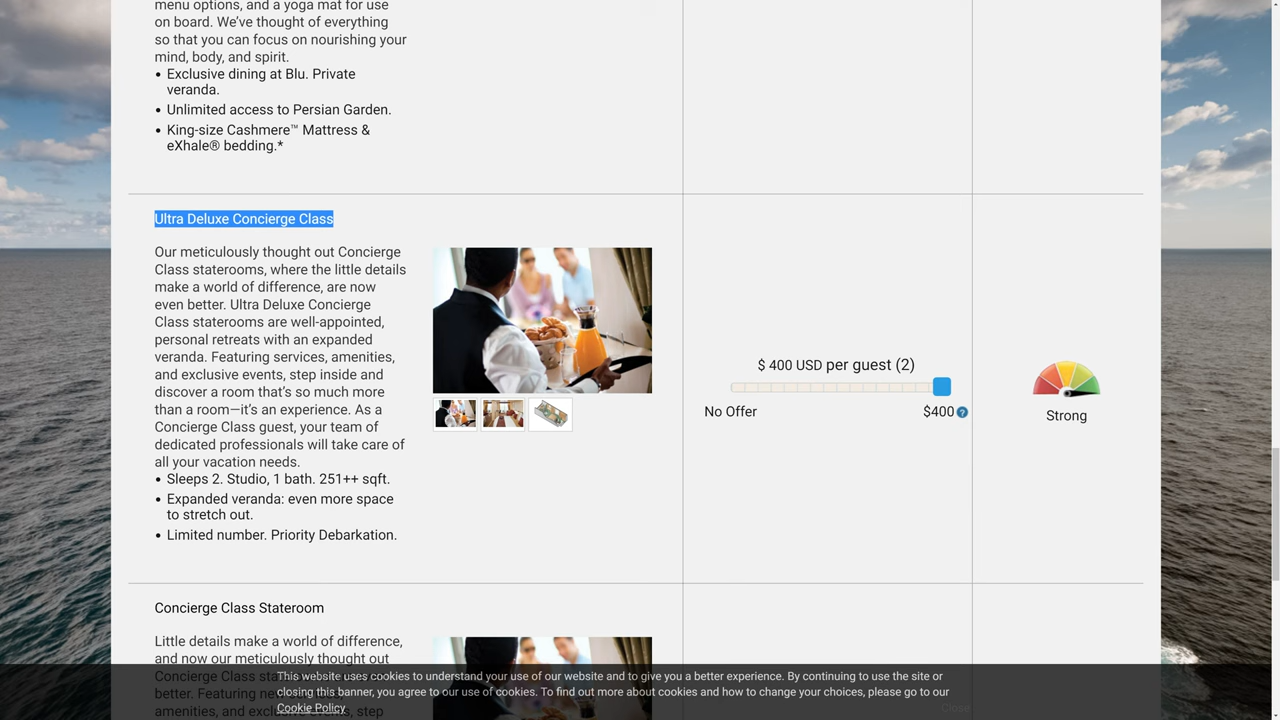 menu options, and a yoga mat for use
on board. We've thought of everything
so that you can focus on nourishing your
mind, body, and spirit.
• Exclusive dining at Blu. Private
veranda.
• Unlimited access to Persian Garden.
• King-size Cashmere™ Mattress &
eXhale® bedding.*
Ultra Deluxe Concierge Class
Our meticulously thought out Concierge
Class staterooms, where the little details
make a world of difference, are now
even better. Ultra Deluxe Concierge
Class staterooms are well-appointed,
personal retreats with an expanded
veranda. Featuring services, amenities,
and exclusive events, step inside and
discover a room that's so much more
than a room—it's an experience. As a
Concierge Class guest, your team of
dedicated professionals will take care of
all your vacation needs.
• Sleeps 2. Studio, 1 bath. 251++ sqft.
• Expanded veranda: even more space
to stretch out.
• Limited number. Priority Debarkation.
$ 400 USD per guest (2)
No Offer
$400 ?
Strong
Concierge Class Stateroom
Little details make a world of difference,
and now our meticulously thought out
better. Featuring
amenities, and exclusive events, step
This website uses cookies to understand your use of our website and to give you a better experience. By continuing to use the site or
closing this banner, you agree to our use of cookies. To find out more about cookies and how to change your choices, please go to our
Cookie Policy.
Close